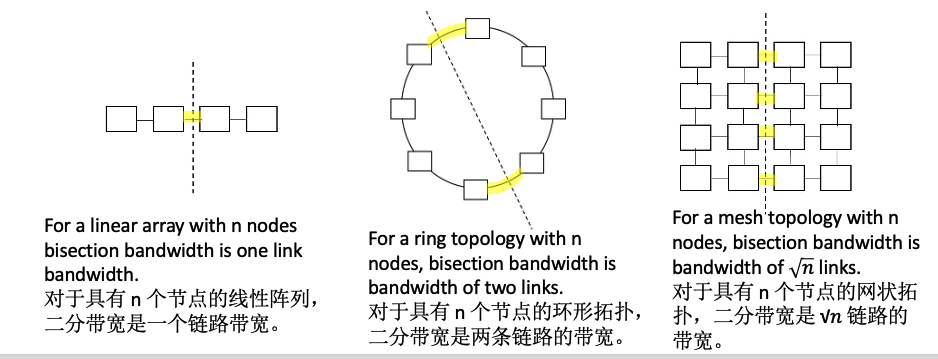 For a linear array with n nodes
bisection bandwidth is one link
bandwidth.
对于具有 n 个节点的线性阵列，
二分带宽是一个链路带宽。
For a ring topology with n
nodes, bisection bandwidth is
bandwidth of two links.
对于具有 n 个节点的环形拓扑，
二分带宽是两条链路的带宽。
For a mesh topology with n
nodes, bisection bandwidth is
bandwidth of √n links.
对于具有 n 个节点的网状拓
扑，二分带宽是 √n 链路的
带宽。